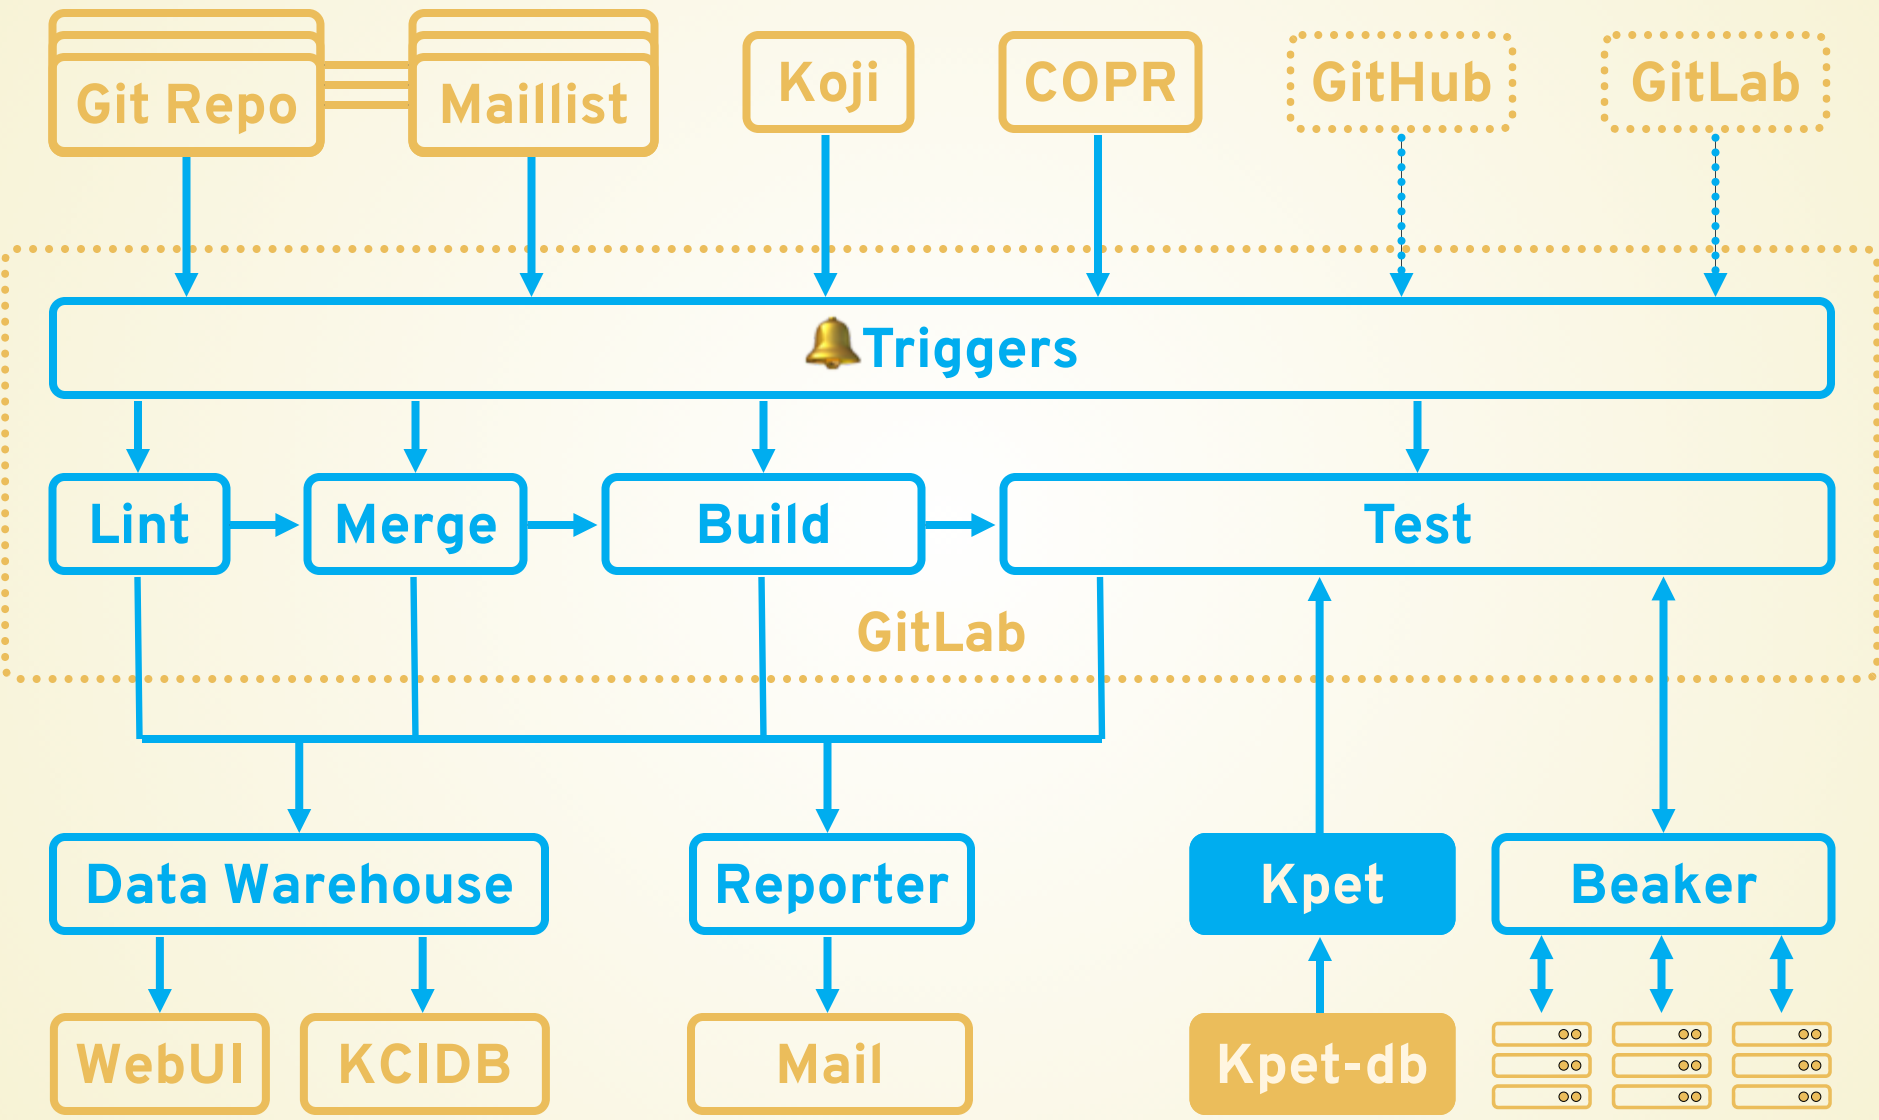 Git Repo
Maillist
Koji
COPR
GitHub
GitLab
Triggers
Lint
Merge
Build
Test
GitLab
Data Warehouse
Reporter
Kpet
Beaker
WebUI
KCIDB
Mail
Kpet-db